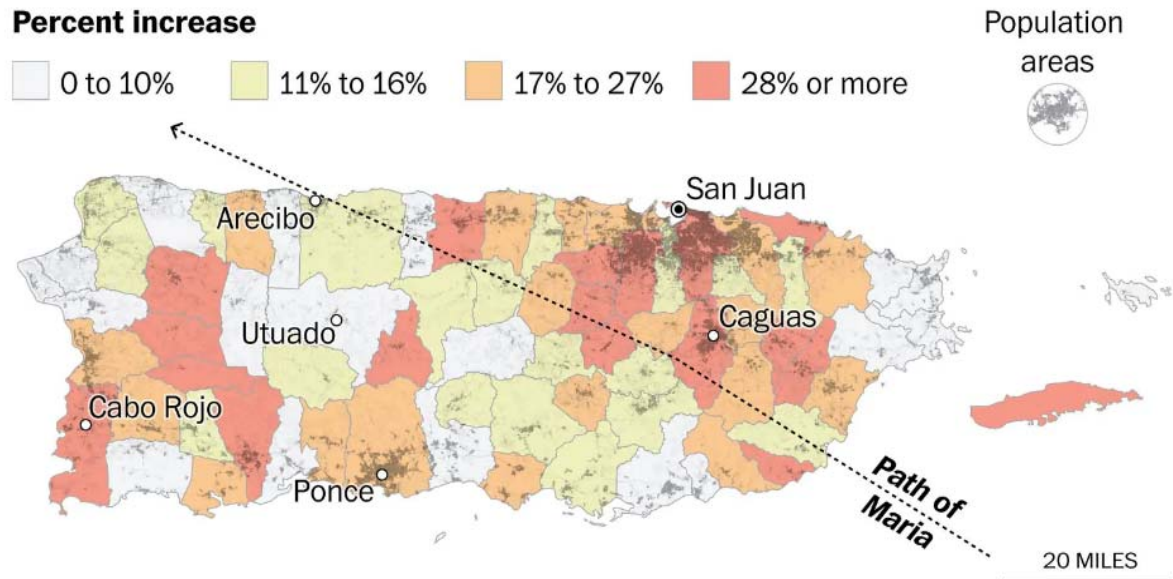 Percent increase
0 to 10%
11% to 16%
17% to 27%
28% or more
Population
areas
San Juan
Arecibo
Utuado
Caguas
Cabo Rojo
Ponce
Path of
Maria
20 MILES